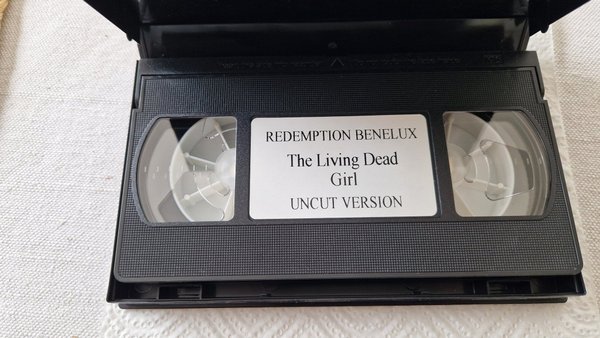 REDEMPTION BENELUX
The Living Dead
Girl
UNCUT VERSION